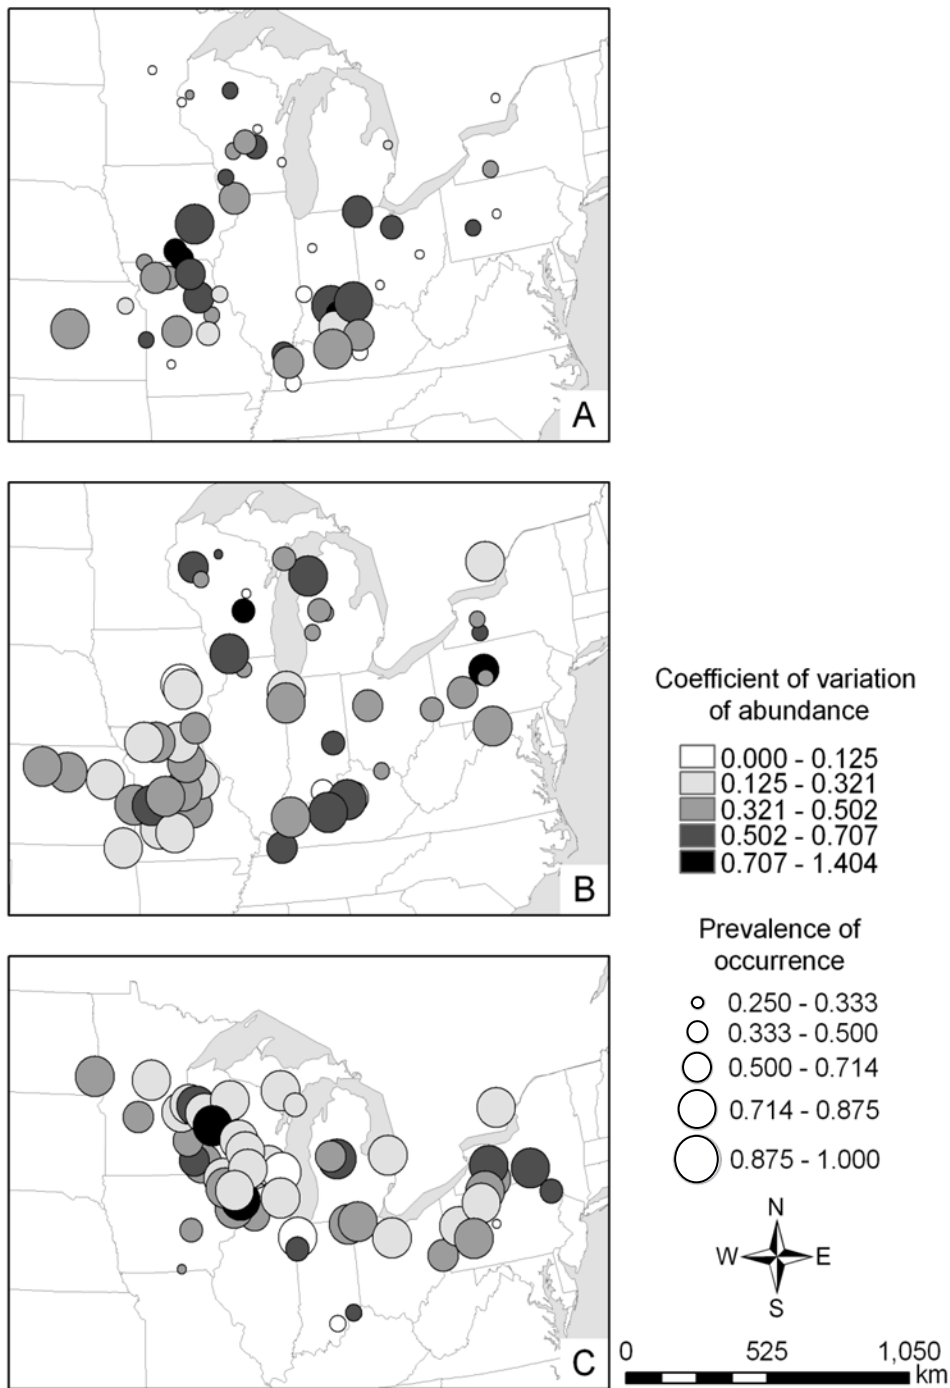 A
B
C
Coefficient of variation
of abundance
0.000 - 0.125
0.125 - 0.321
0.321 - 0.502
0.502 - 0.707
0.707 - 1.404
Prevalence of
occurrence
0.250 - 0.333
0.333 - 0.500
0.500 - 0.714
0.714 - 0.875
0.875 - 1.000
N
W E
S
0 525 1,050
km